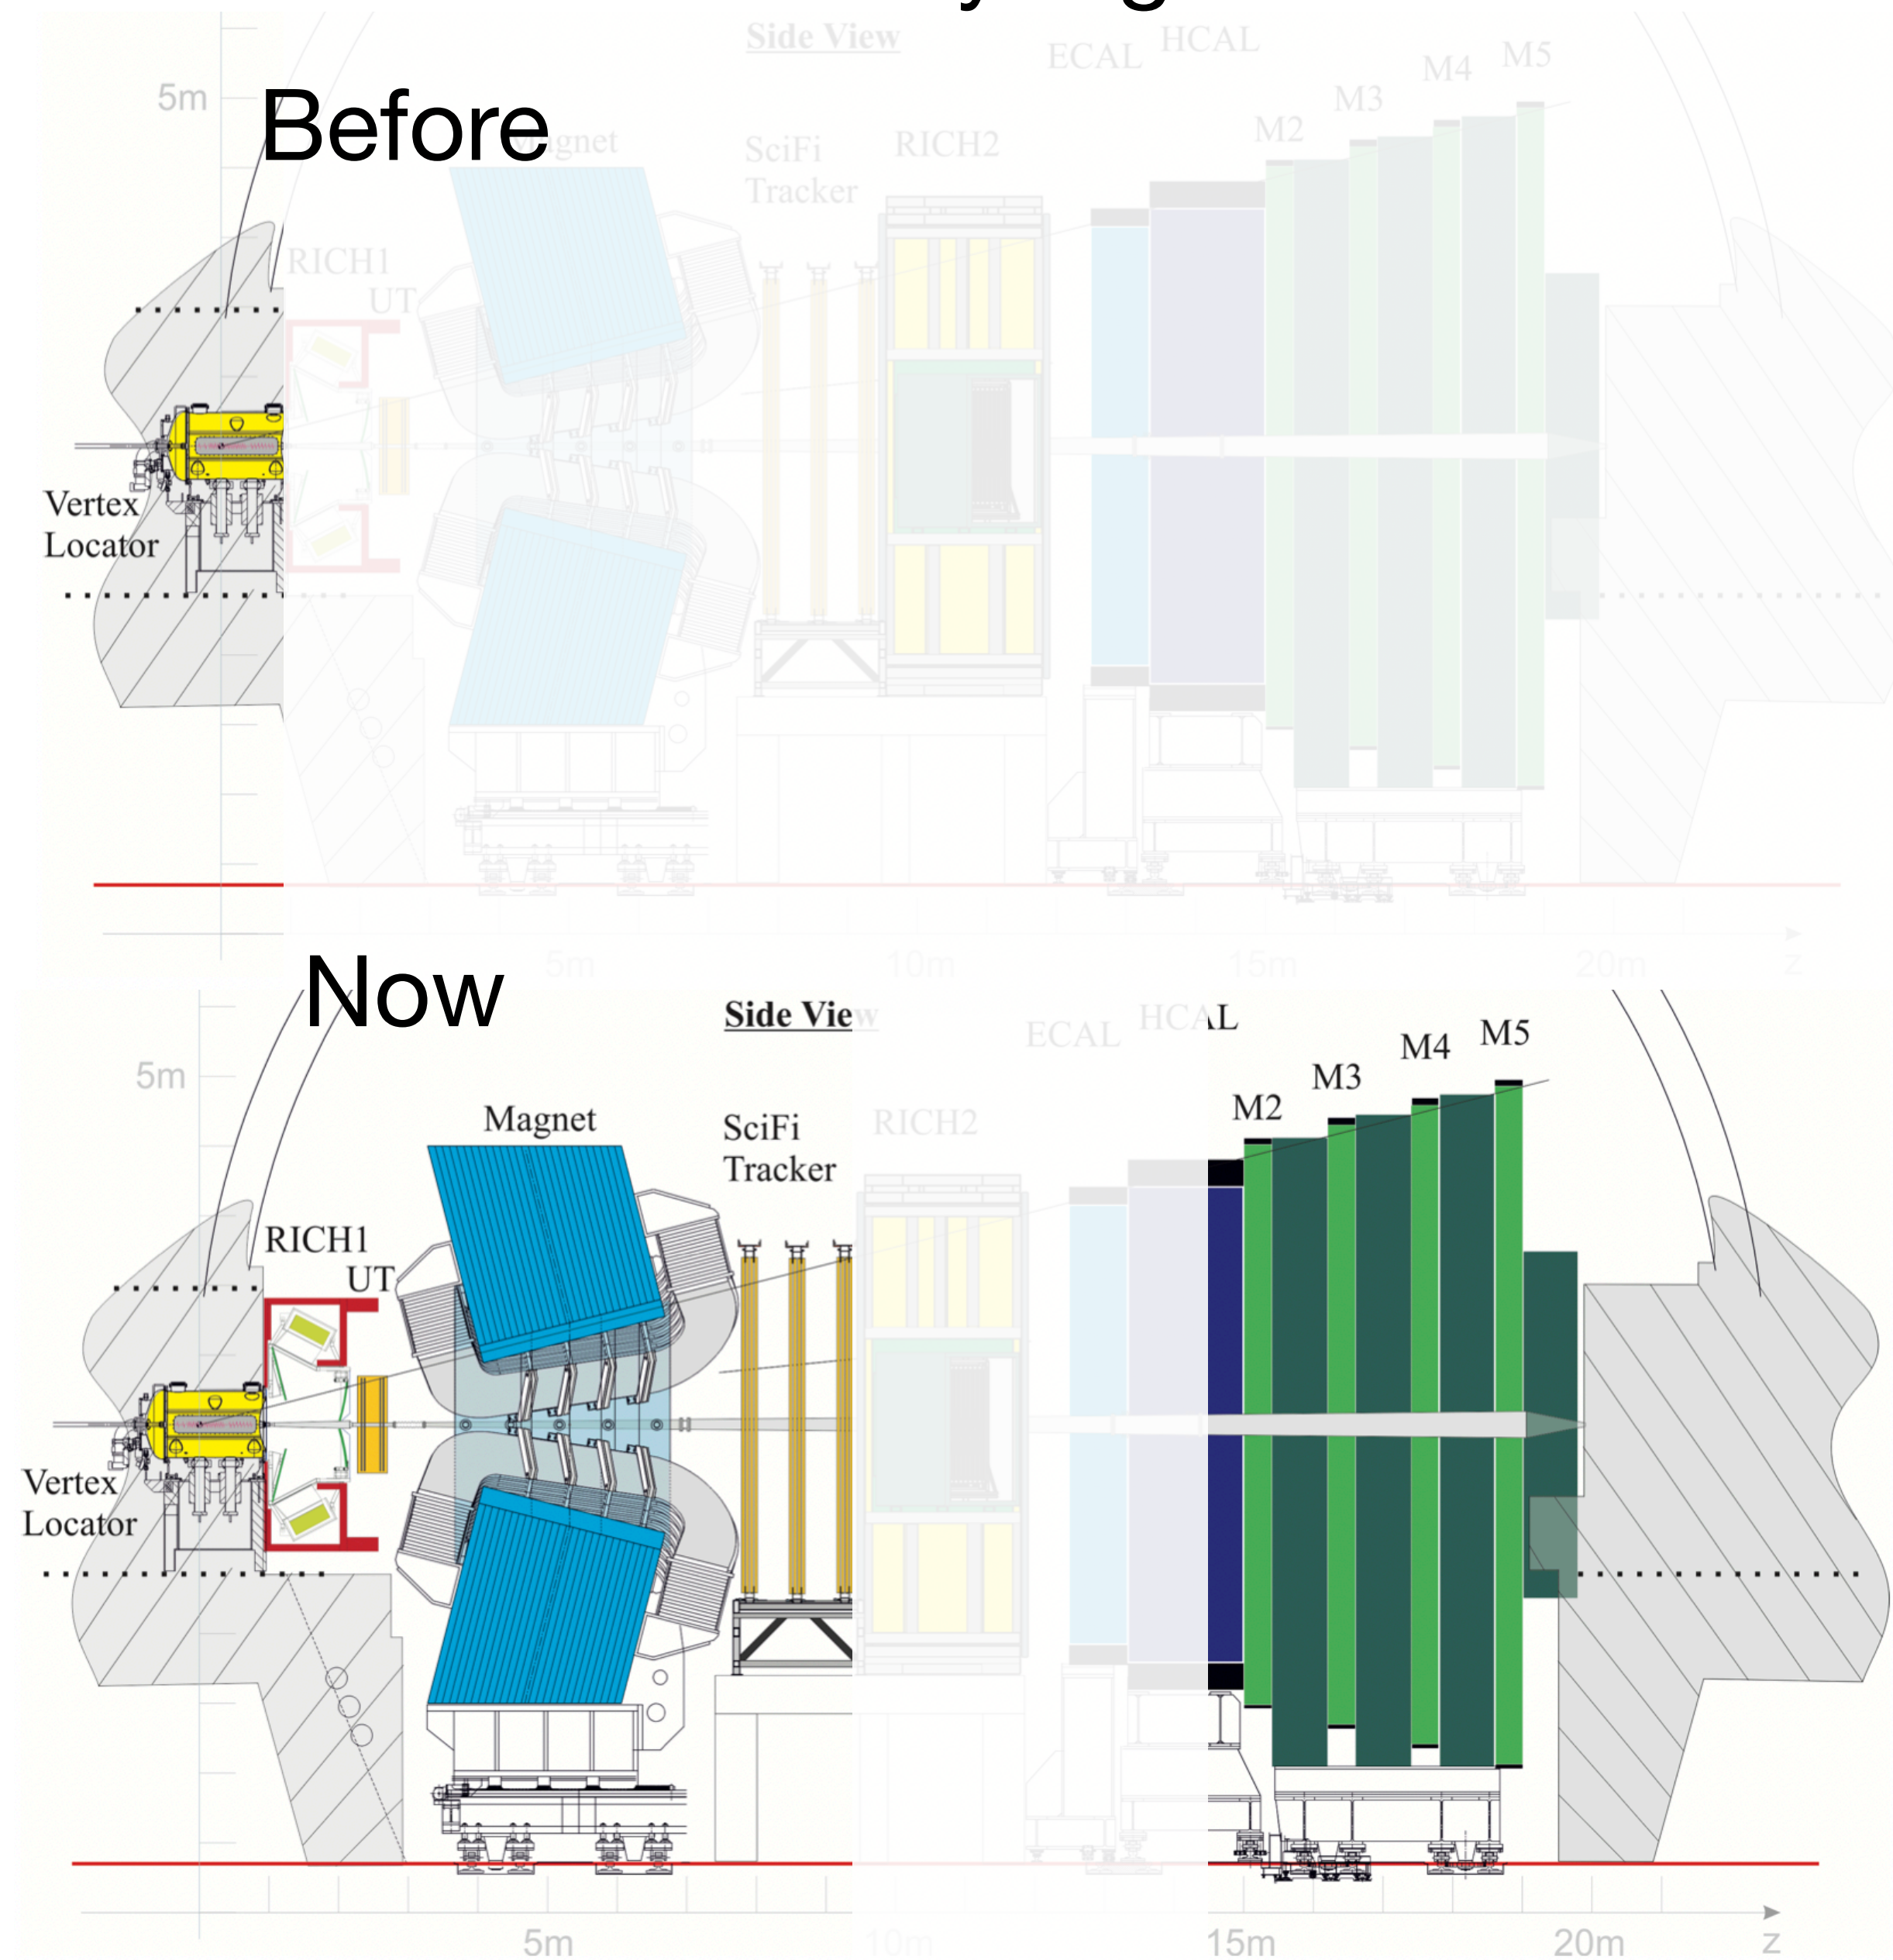 Side View
ECAL
HCAL
M5
M4
M3
M2
5m
Before
Magnet
SciFi
Tracker
RICH2
RICH1
UT
Vertex
Locator
5m
10m
15m
20m
z
Now
Side View
ECAL
HCAL
M5
M4
M3
M2
5m
Magnet
SciFi
Tracker
RICH2
RICH1
UT
Vertex
Locator
5m
10m
15m
20m
z